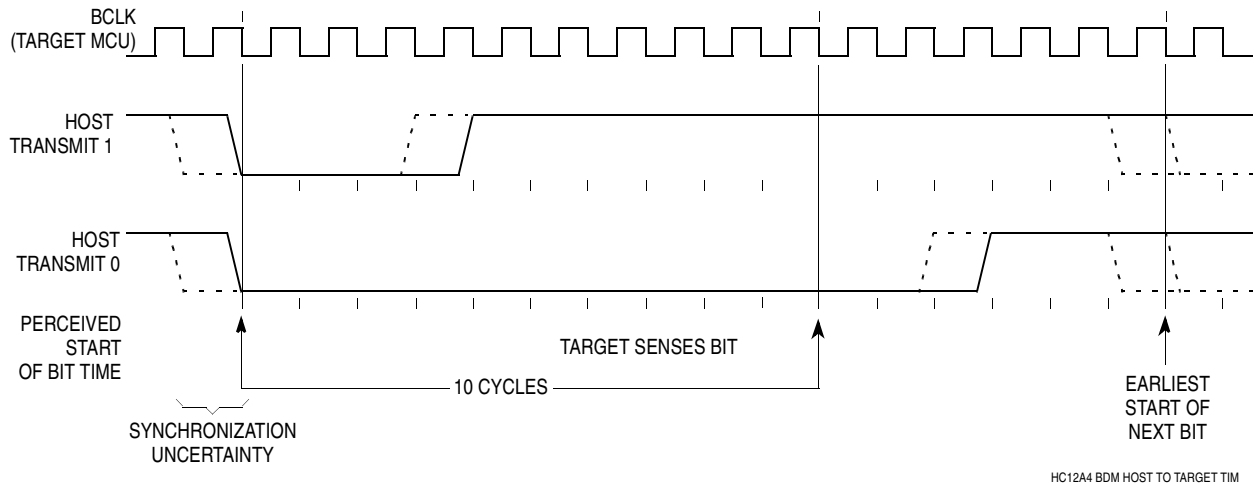 BCLK
(TARGET MCU)
HOST
TRANSMIT 1
HOST
TRANSMIT 0
PERCEIVED
START
OF BIT TIME
TARGET SENSES BIT
10 CYCLES
EARLIEST
START OF
NEXT BIT
SYNCHRONIZATION
UNCERTAINTY
HC12A4 BDM HOST TO TARGET TIM